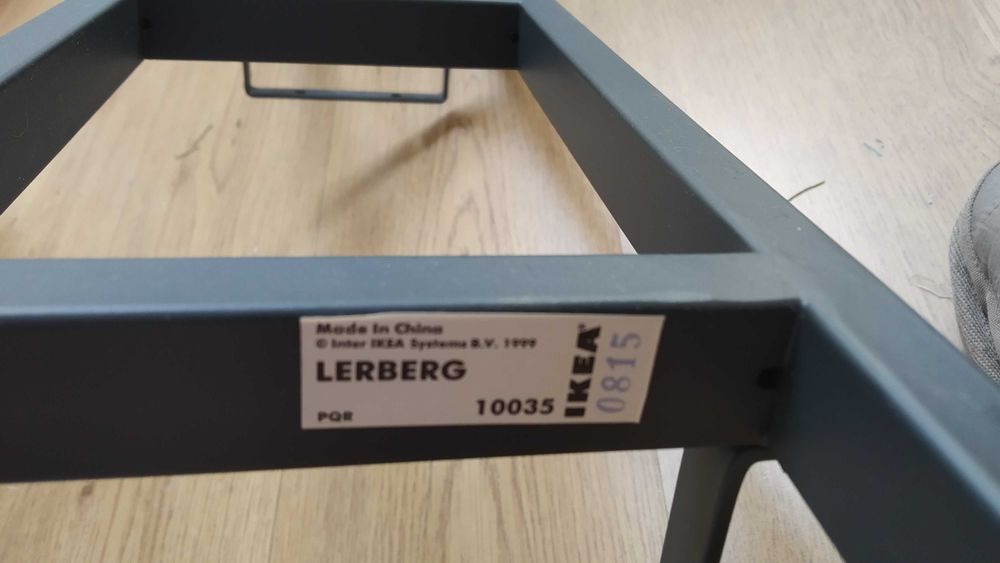 Made in China
© Inter IKEA Systems B.V. 1999
LERBERG
PQR
10035
IKEA®
0815